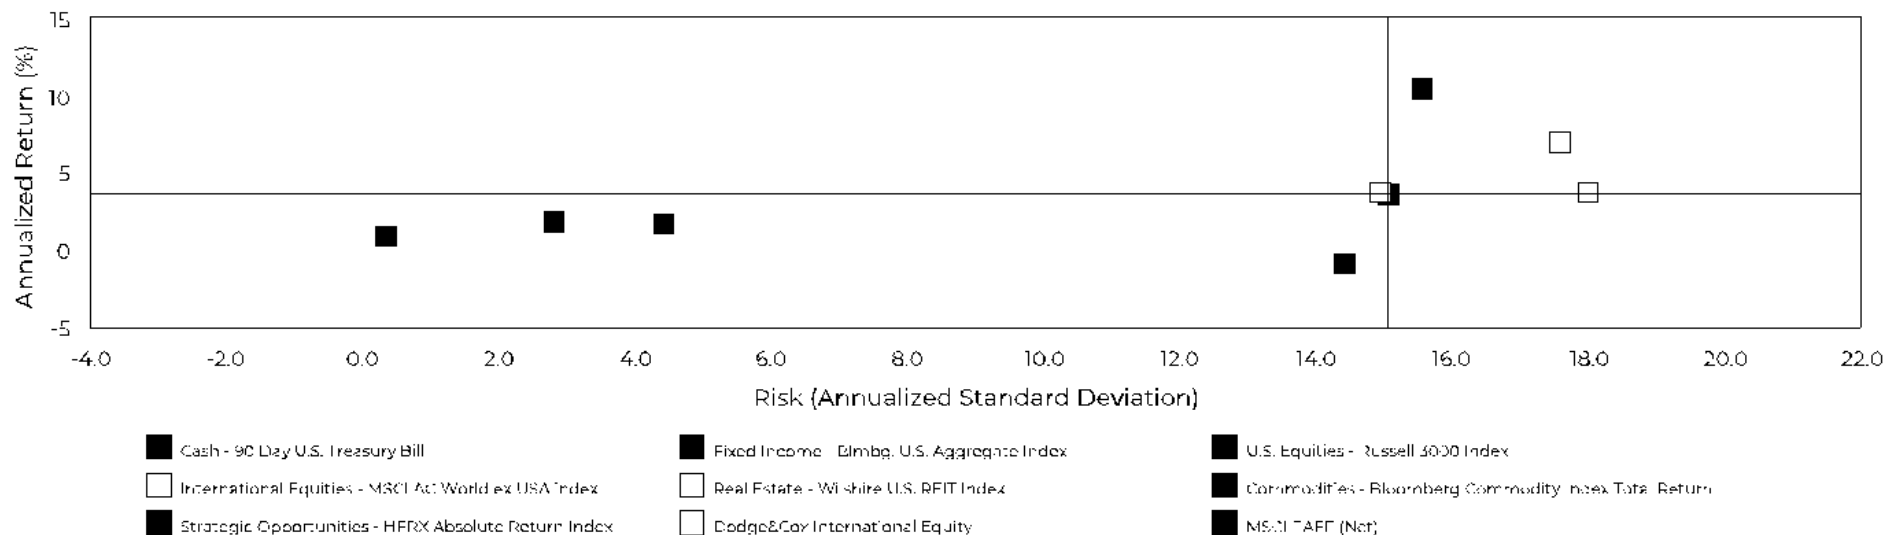 15
10
5
0
-5
Annualized Return (%)
-4.0 -2.0 0.0 2.0 4.0 6.0 8.0 10.0 12.0 14.0 16.0 18.0 20.0 22.0
Risk (Annualized Standard Deviation)
Cash - 90 Day U.S. Treasury Bill Fixed Income - Blmbg. U.S. Aggregate Index U.S. Equities - Russell 3000 Index
International Equities - MSCI AC World ex USA Index Real Estate - Wilshire U.S. REIT Index Commodities - Bloomberg Commodity Index Total Return
Strategic Opportunities - HFRX Absolute Return Index Dodge&Cox International Equity MSCI EAFE (Net)